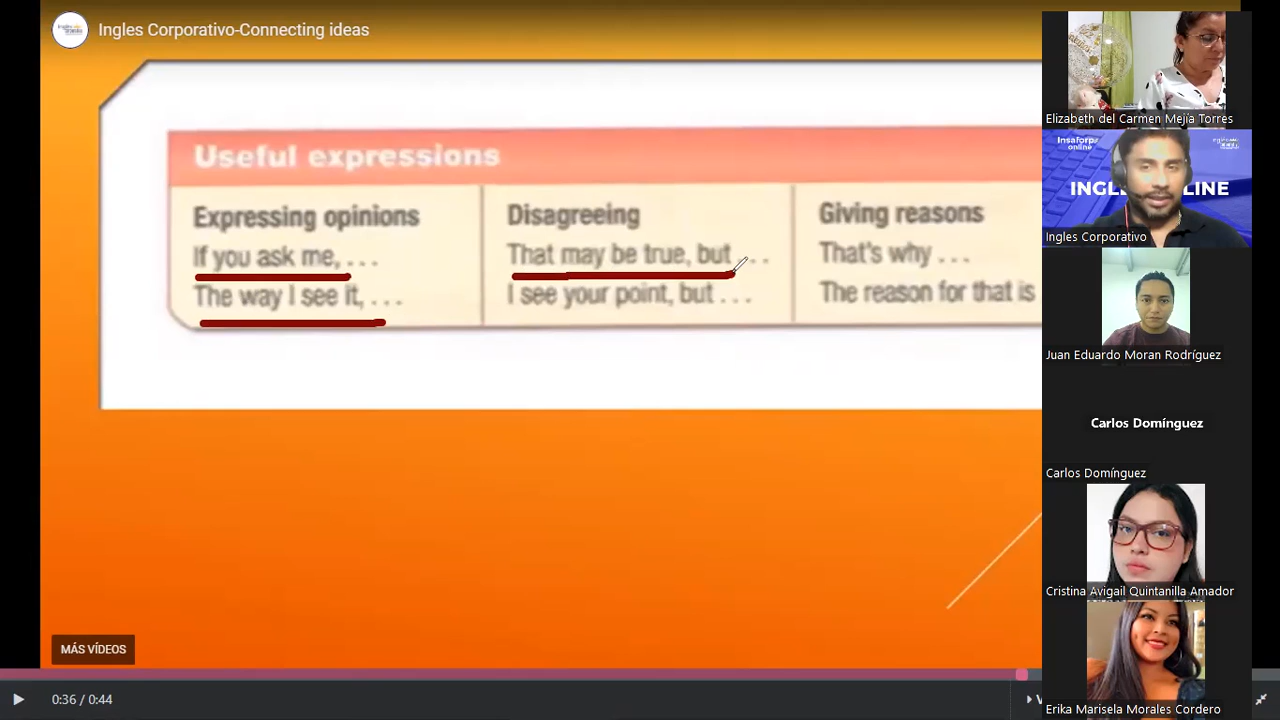 Ingles Corporativo-Connecting ideas
Useful expressions
Expressing opinions
If you ask me, . . .
The way I see it, . . .
Disagreeing
That may be true, but . . .
I see your point, but . . .
Giving reasons
That's why . . .
The reason for that is
MÁS VÍDEOS
0:36 / 0:44
Elizabeth del Carmen Mejía Torres
Insaforp
online
INGL
LINE
Ingles Corporativo
Juan Eduardo Moran Rodríguez
Carlos Domínguez
Carlos Domínguez
Cristina Avigail Quintanilla Amador
Erika Marisela Morales Cordero